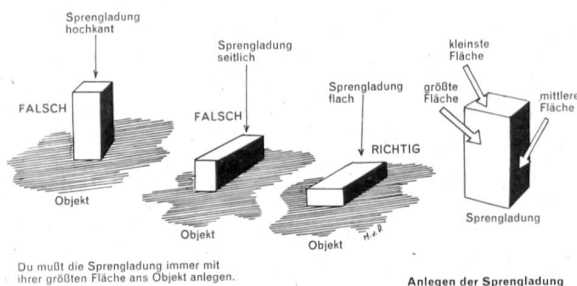 Sprengladung
hochkant
FALSCH
Objekt
Sprengladung
seitlich
FALSCH
Objekt
Sprengladung
flach
RICHTIG
Objekt
kleinste
Fläche
größte
Fläche
mittlere
Fläche
Sprengladung
Du mußt die Sprengladung immer mit
ihrer größten Fläche ans Objekt anlegen.
Anlegen der Sprengladung